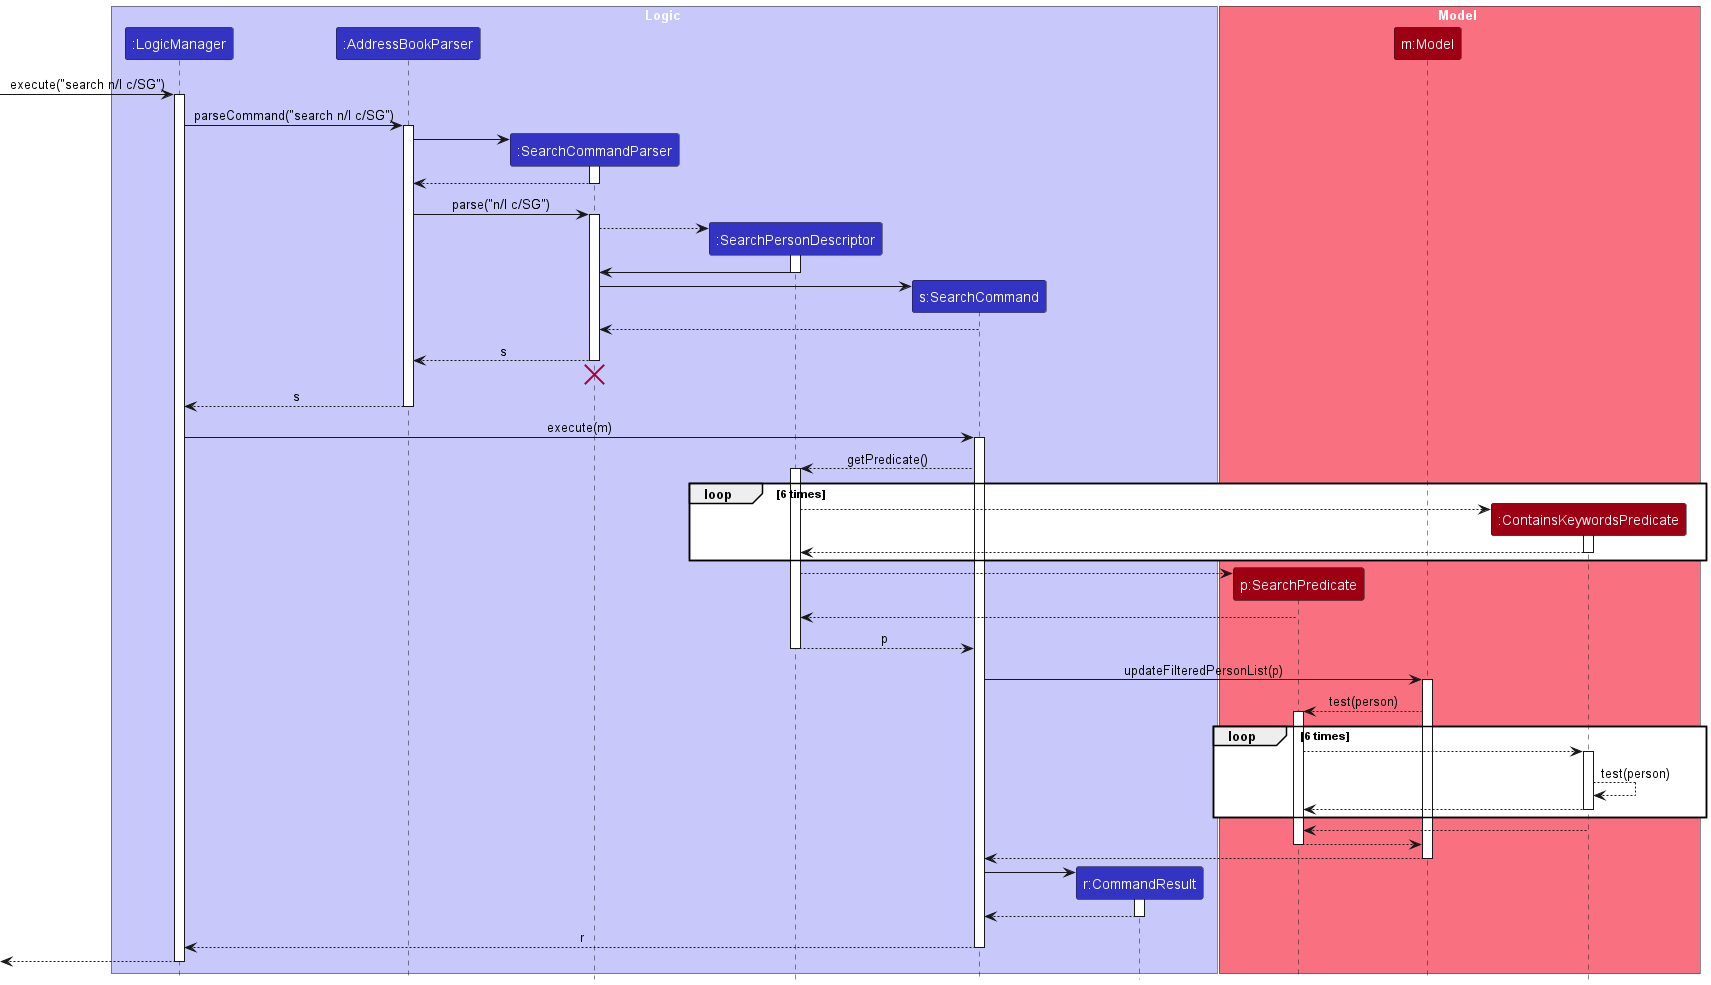 Logic
Model
:LogicManager
:AddressBookParser
m:Model
execute("search n/l c/SG")
parseCommand("search n/l c/SG")
:SearchCommandParser
parse("n/l c/SG")
:SearchPersonDescriptor
s:SearchCommand
s
s
execute(m)
getPredicate()
loop
[6 times]
:ContainsKeywordsPredicate
p:SearchPredicate
p
updateFilteredPersonList(p)
test(person)
loop
[6 times]
test(person)
r:CommandResult
r